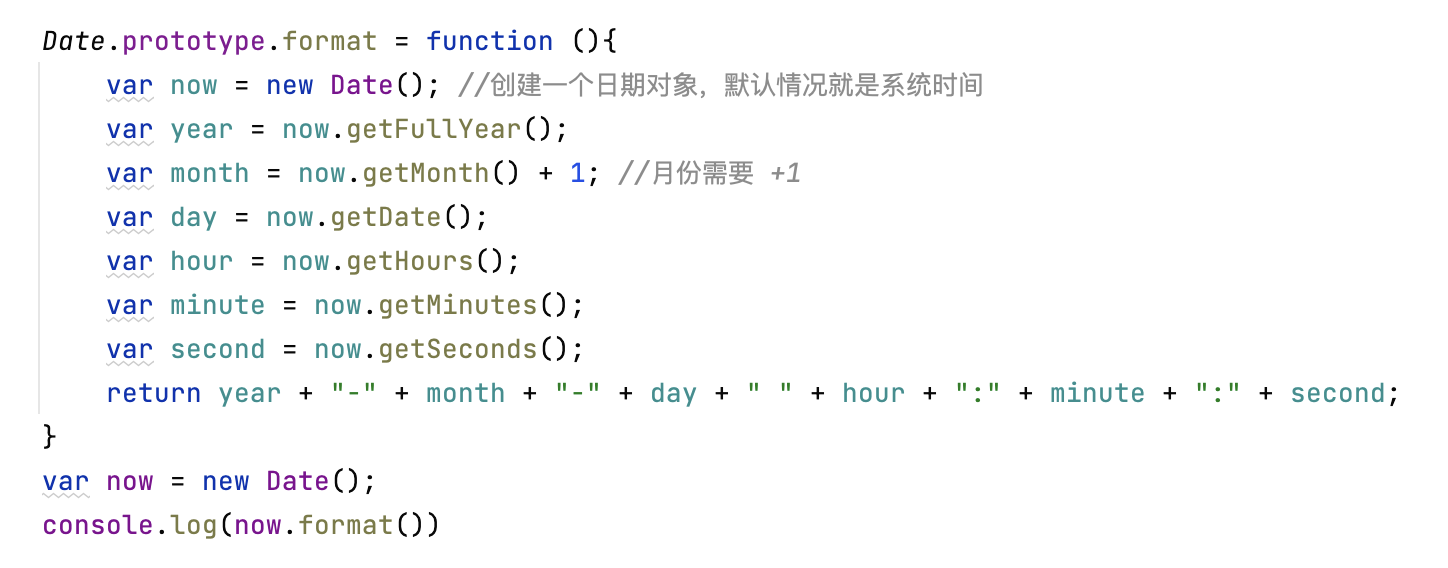 Date.prototype.format = function (){
    var now = new Date(); //创建一个日期对象，默认情况就是系统时间
    var year = now.getFullYear();
    var month = now.getMonth() + 1; //月份需要 +1
    var day = now.getDate();
    var hour = now.getHours();
    var minute = now.getMinutes();
    var second = now.getSeconds();
    return year + "-" + month + "-" + day + " " + hour + ":" + minute + ":" + second;
}
var now = new Date();
console.log(now.format())